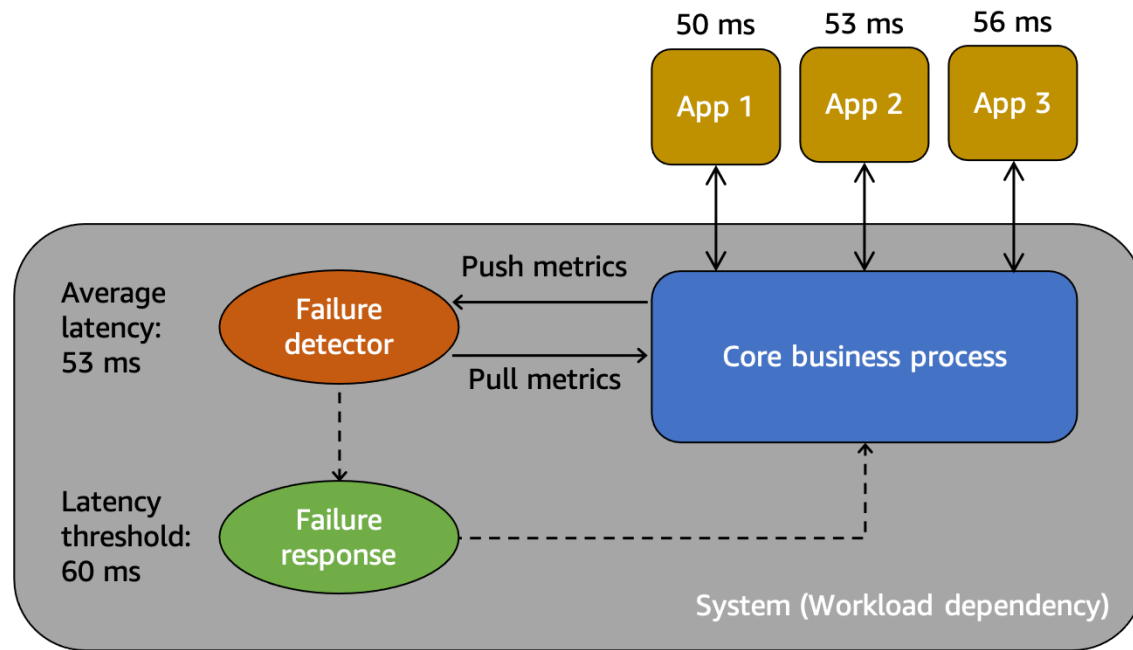 50 ms
53 ms
56 ms
App 1
App 2
App 3
Push metrics
Average
latency:
53 ms
Failure
detector
Core business process
Pull metrics
Latency
threshold:
60 ms
Failure
response
System (Workload dependency)